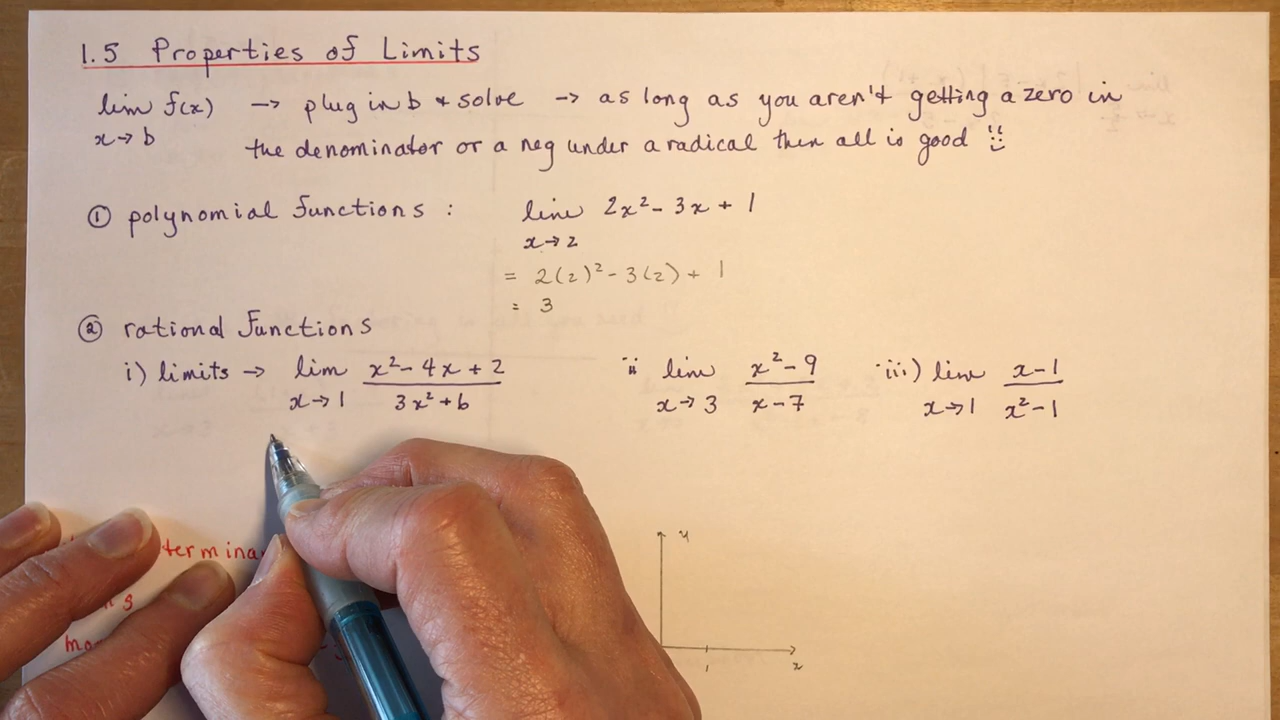 1.5 Properties of Limits
lim f(x) → plug in b & solve → as long as you aren't getting a zero in
x→b the denominator or a neg under a radical then all is good
① polynomial functions : lim 2x² - 3x + 1
x→2
= 2(2)² - 3(2) + 1
= 3
② rational functions
i) limits → lim x² - 4x + 2 ii lim x² - 9 iii) lim x - 1
x→1 3x² + 6 x→3 x - 7 x→1 x² - 1
y
1 x